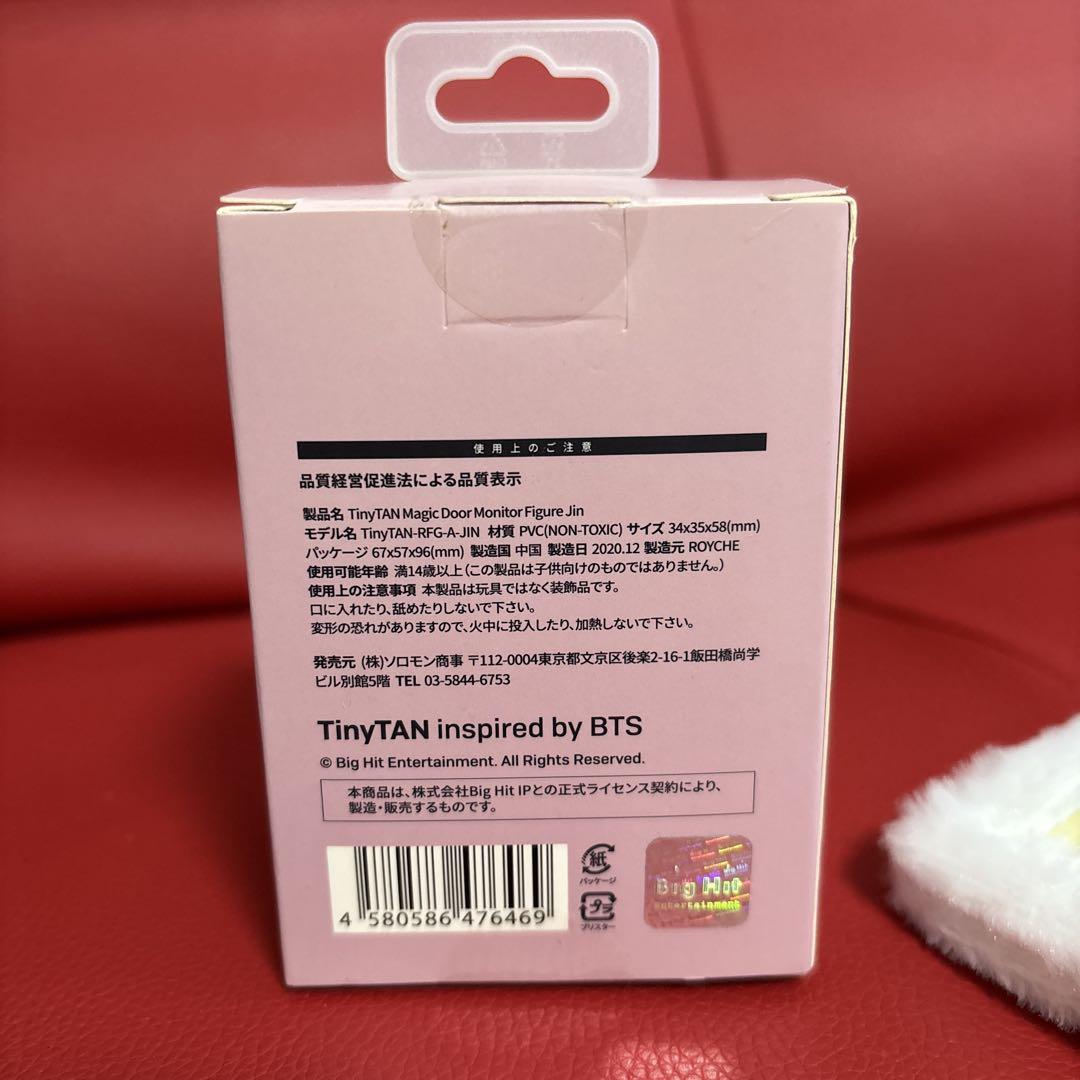 使用上のご注意
品質経営促進法による品質表示
製品名 TinyTAN Magic Door Monitor Figure Jin
モデル名 TinyTAN-RFG-A-JIN 材質 PVC(NON-TOXIC) サイズ 34x35x58(mm)
パッケージ 67x57x96(mm) 製造国 中国 製造日 2020.12 製造元 ROYCHE
使用可能年齢 満14歳以上(この製品は子供向けのものではありません。)
使用上の注意事項 本製品は玩具ではなく装飾品です。
口に入れたり、舐めたりしないで下さい。
変形の恐れがありますので、火中に投入したり、加熱しないで下さい。
発売元 (株)ソロモン商事 〒112-0004東京都文京区後楽2-16-1飯田橋尚学
ビル別館5階 TEL 03-5844-6753
TinyTAN inspired by BTS
© Big Hit Entertainment. All Rights Reserved.
本商品は、株式会社Big Hit IPとの正式ライセンス契約により、
製造・販売するものです。
紙
パッケージ
プラ
ブリスター
4 580586 476469
Big Hit
Entertainment